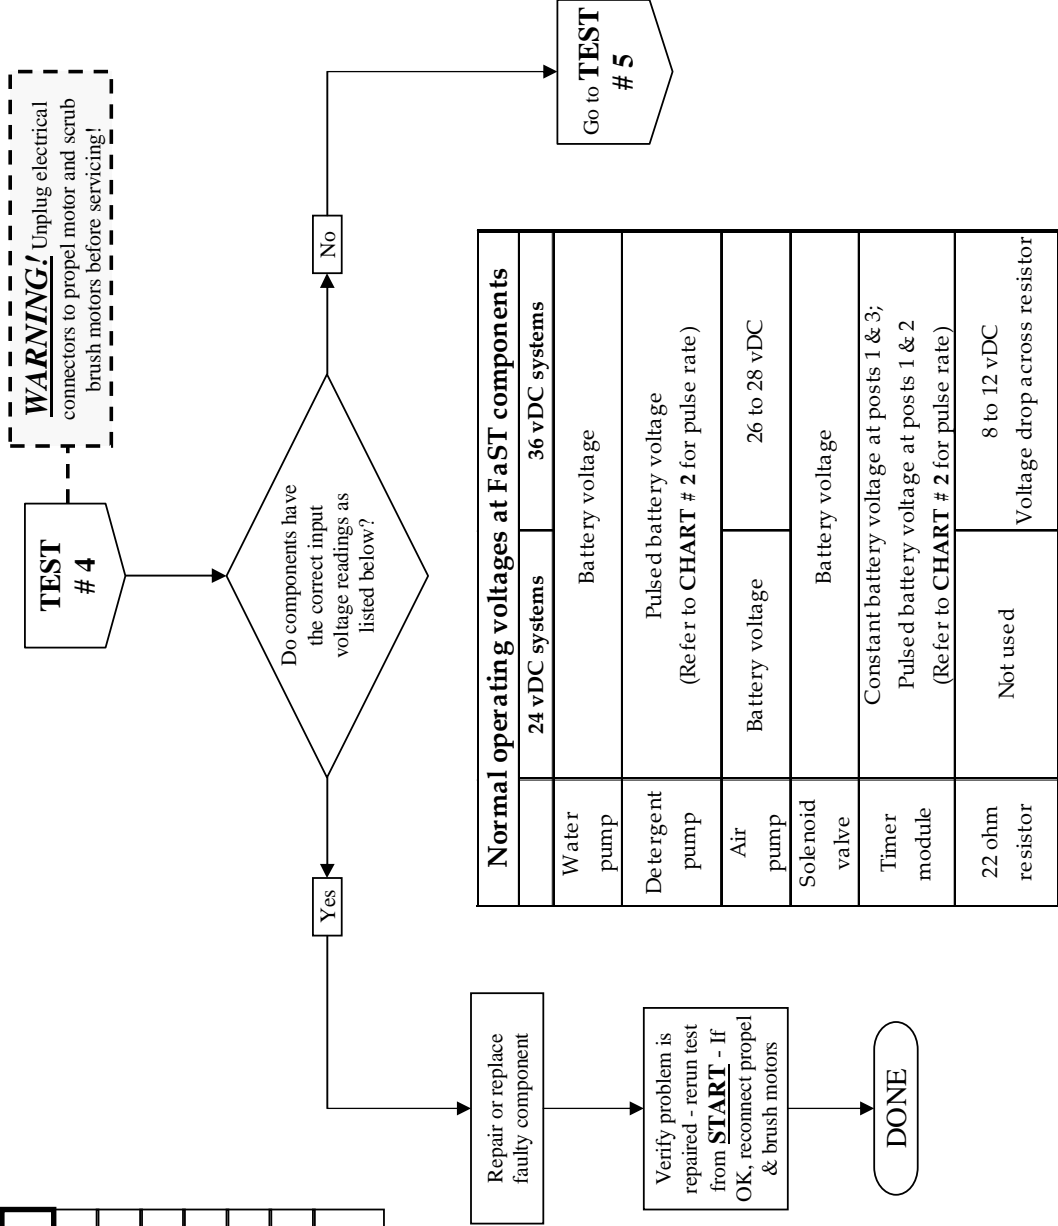 TEST
# 4
WARNING! Unplug electrical
connectors to propel motor and scrub
brush motors before servicing!
Do components have
the correct input
voltage readings as
listed below?
Yes
No
Repair or replace
faulty component
Verify problem is
repaired - rerun test
from START - If
OK, reconnect propel
& brush motors
DONE
Go to TEST
# 5
Normal operating voltages at FaST components
24 vDC systems 36 vDC systems
Water
pump
Battery voltage
Detergent
pump
Pulsed battery voltage
(Refer to CHART # 2 for pulse rate)
Air
pump
Battery voltage
26 to 28 vDC
Solenoid
valve
Battery voltage
Timer
module
Constant battery voltage at posts 1 & 3;
Pulsed battery voltage at posts 1 & 2
(Refer to CHART # 2 for pulse rate)
22 ohm
resistor
Not used
8 to 12 vDC
Voltage drop across resistor